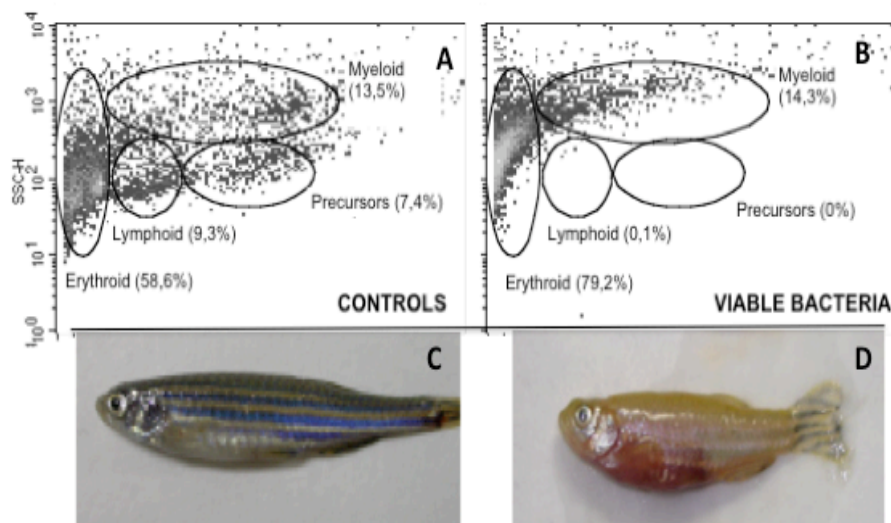 10⁴
10³
10²
10¹
10⁰
SSC-H
A
Myeloid
(13,5%)
Precursors (7,4%)
Lymphoid (9,3%)
Erythroid (58,6%)
CONTROLS
B
Myeloid
(14,3%)
Precursors (0%)
Lymphoid (0,1%)
Erythroid (79,2%)
VIABLE BACTERIA
C
D